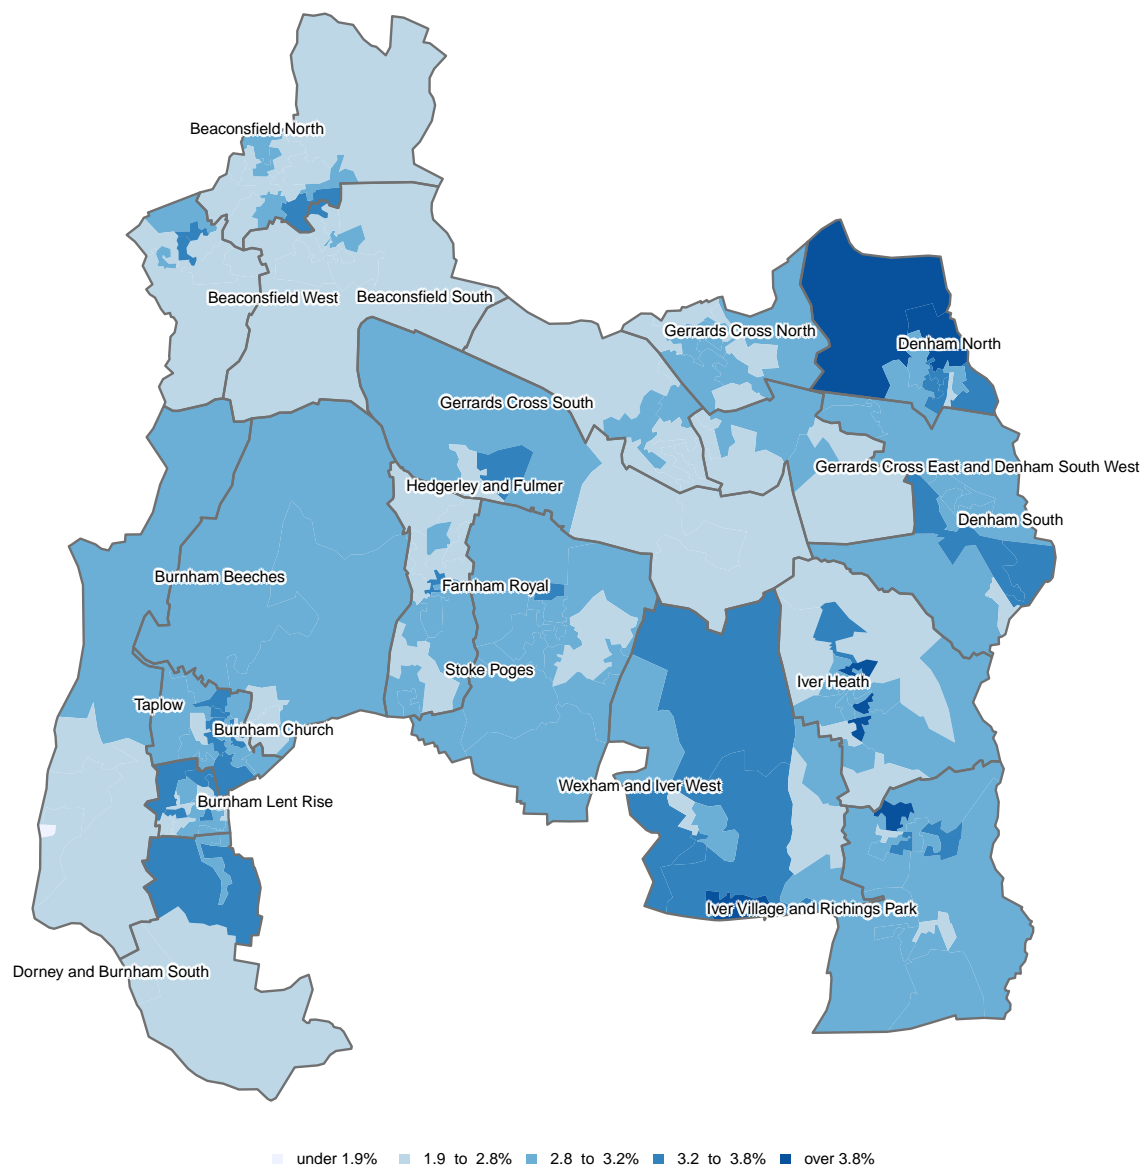 Beaconsfield North
Beaconsfield West
Beaconsfield South
Gerrards Cross North
Denham North
Gerrards Cross South
Gerrards Cross East and Denham South West
Hedgerley and Fulmer
Denham South
Burnham Beeches
Farnham Royal
Stoke Poges
Iver Heath
Taplow
Burnham Church
Wexham and Iver West
Burnham Lent Rise
Iver Village and Richings Park
Dorney and Burnham South
under 1.9% 1.9 to 2.8% 2.8 to 3.2% 3.2 to 3.8% over 3.8%